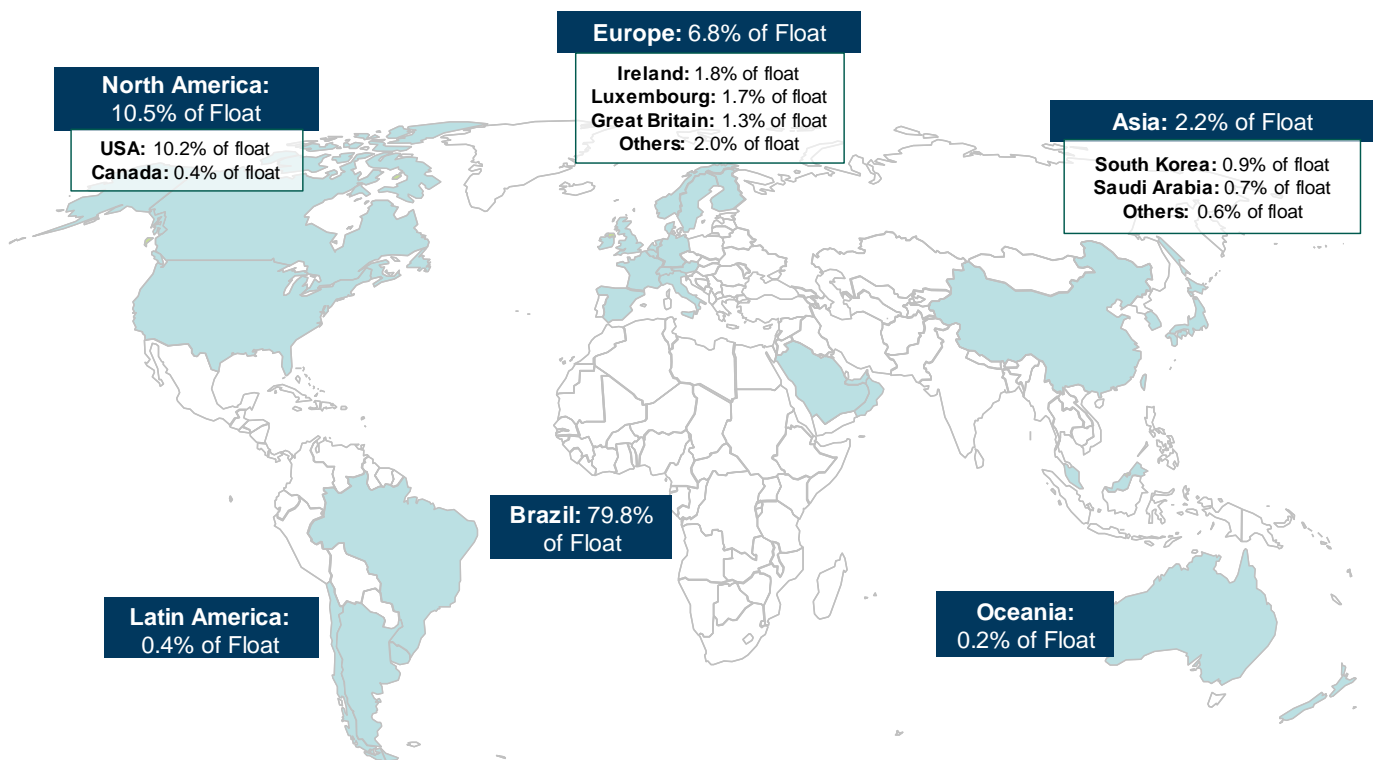 Europe: 6.8% of Float
Ireland: 1.8% of float
Luxembourg: 1.7% of float
Great Britain: 1.3% of float
Others: 2.0% of float
North America:
10.5% of Float
USA: 10.2% of float
Canada: 0.4% of float
Asia: 2.2% of Float
South Korea: 0.9% of float
Saudi Arabia: 0.7% of float
Others: 0.6% of float
Brazil: 79.8%
of Float
Latin America:
0.4% of Float
Oceania:
0.2% of Float